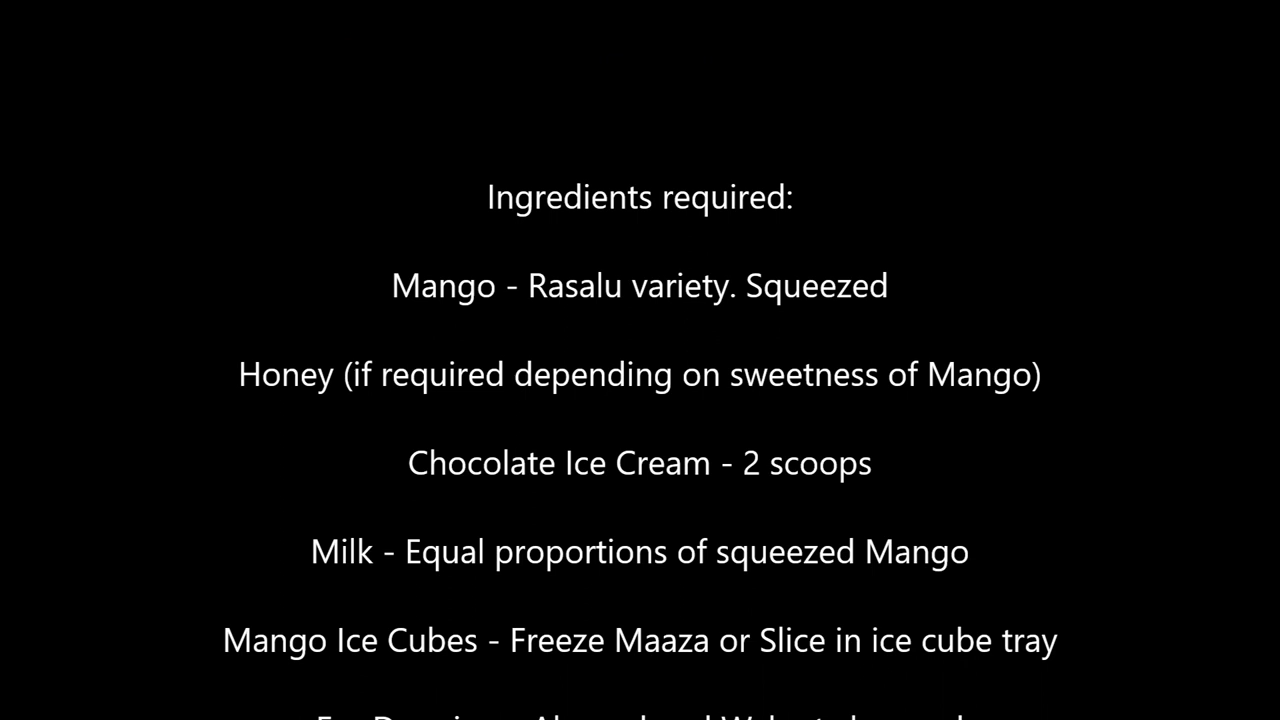 Ingredients required:
Mango - Rasalu variety. Squeezed
Honey (if required depending on sweetness of Mango)
Chocolate Ice Cream - 2 scoops
Milk - Equal proportions of squeezed Mango
Mango Ice Cubes - Freeze Maaza or Slice in ice cube tray